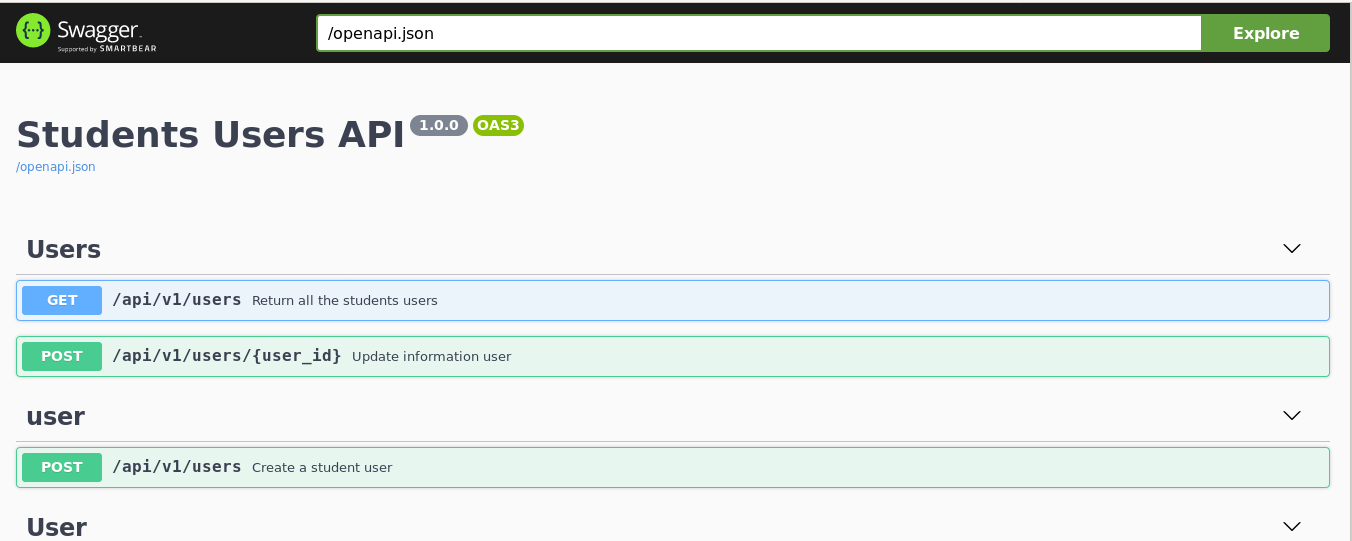 Swagger.
Supported by SMARTBEAR
/openapi.json
Explore
Students Users API 1.0.0 OAS3
/openapi.json
Users
GET /api/v1/users Return all the students users
POST /api/v1/users/{user_id} Update information user
user
POST /api/v1/users Create a student user
User